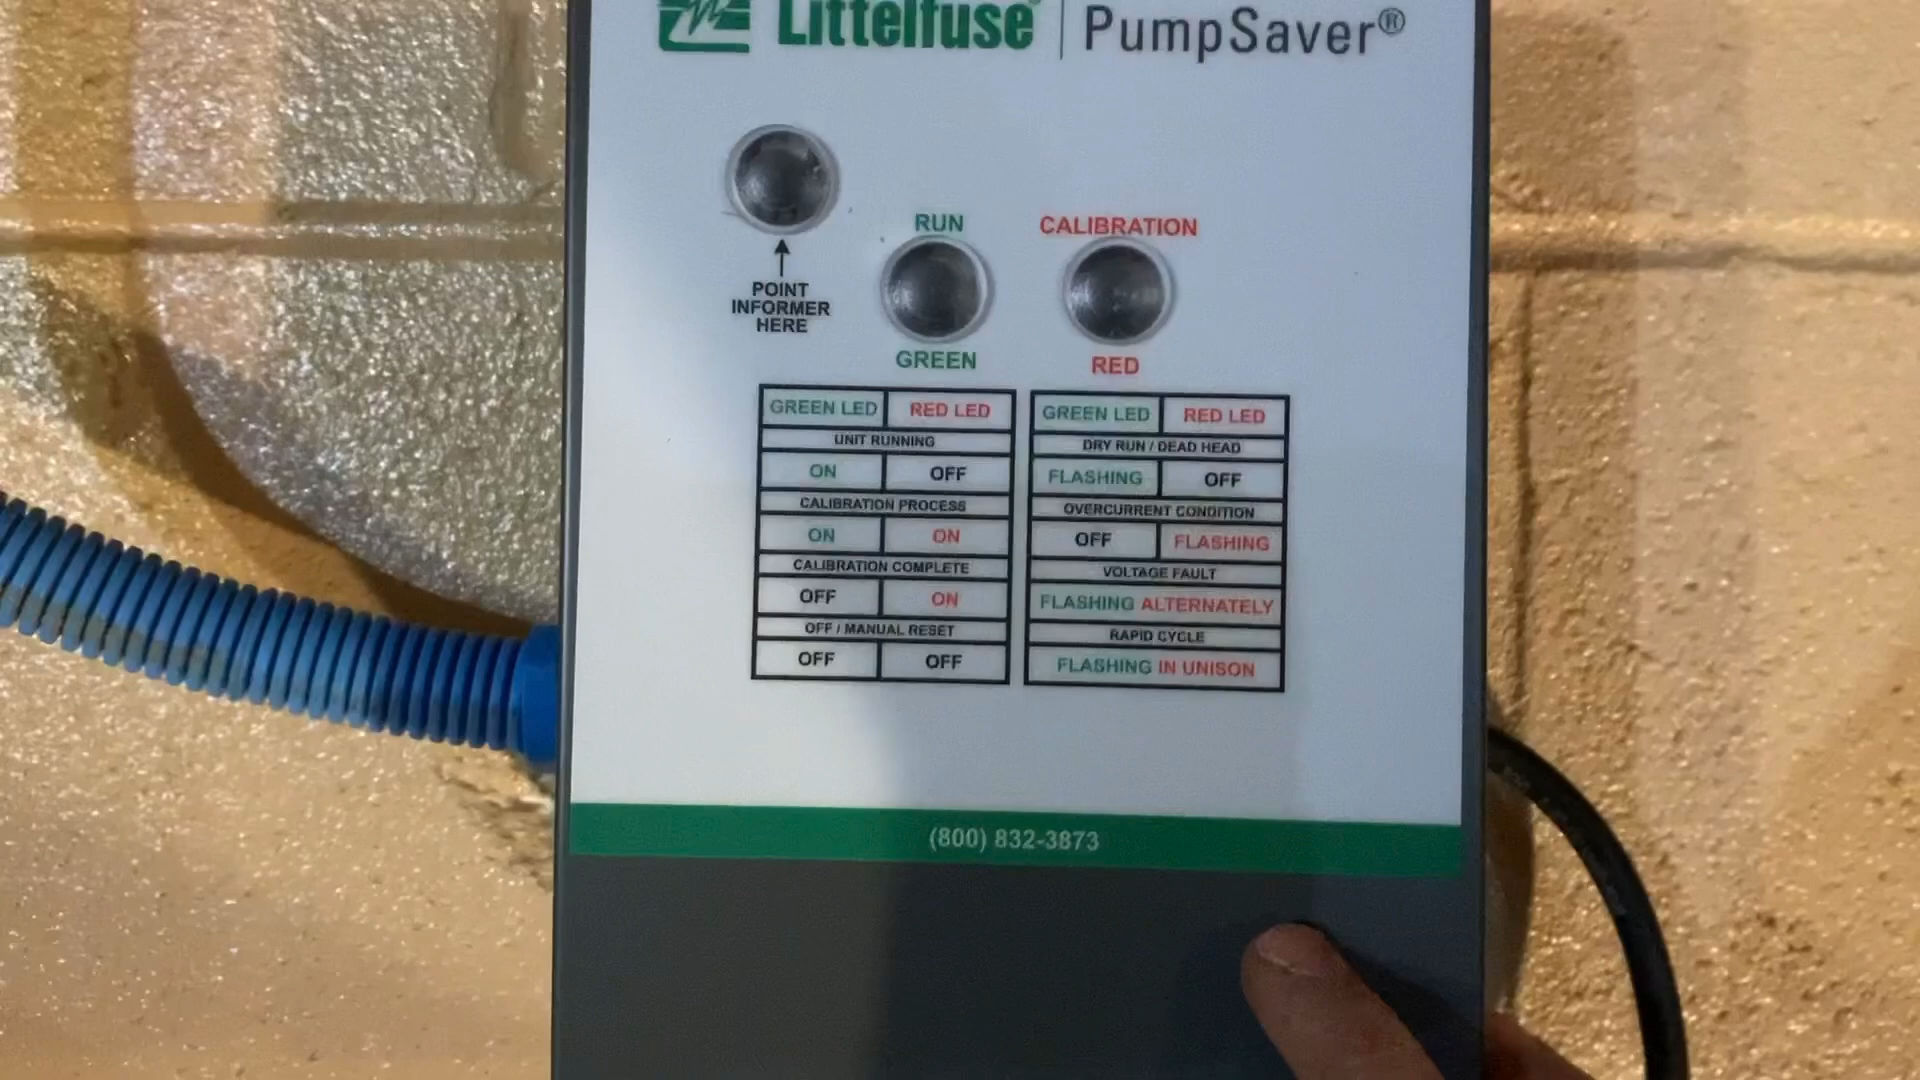 Littelfuse® PumpSaver®
POINT
INFORMER
HERE
RUN
GREEN
CALIBRATION
RED
GREEN LED RED LED
UNIT RUNNING
ON OFF
CALIBRATION PROCESS
ON ON
CALIBRATION COMPLETE
OFF ON
OFF / MANUAL RESET
OFF OFF
GREEN LED RED LED
DRY RUN / DEAD HEAD
FLASHING OFF
OVERCURRENT CONDITION
OFF FLASHING
VOLTAGE FAULT
FLASHING ALTERNATELY
RAPID CYCLE
FLASHING IN UNISON
(800) 832-3873